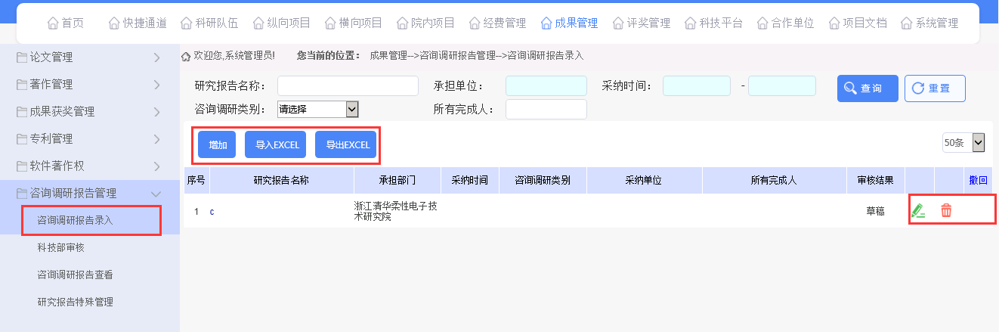 首页 快捷通道 科研队伍 纵向项目 横向项目 院内项目 经费管理 成果管理 评奖管理 科技平台 合作单位 项目文档 系统管理
论文管理
著作管理
成果获奖管理
专利管理
软件著作权
咨询调研报告管理
咨询调研报告录入
科技部审核
咨询调研报告查看
研究报告特殊管理
欢迎您,系统管理员! 您当前的位置： 成果管理-->咨询调研报告管理-->咨询调研报告录入
研究报告名称： 承担单位： 采纳时间： - 查询 重置
咨询调研类别： 请选择 所有完成人：
增加 导入EXCEL 导出EXCEL 50条
序号 研究报告名称 承担部门 采纳时间 咨询调研类别 采纳单位 所有完成人 审核结果 撤回
1 c 浙江清华柔性电子技 草稿
术研究院